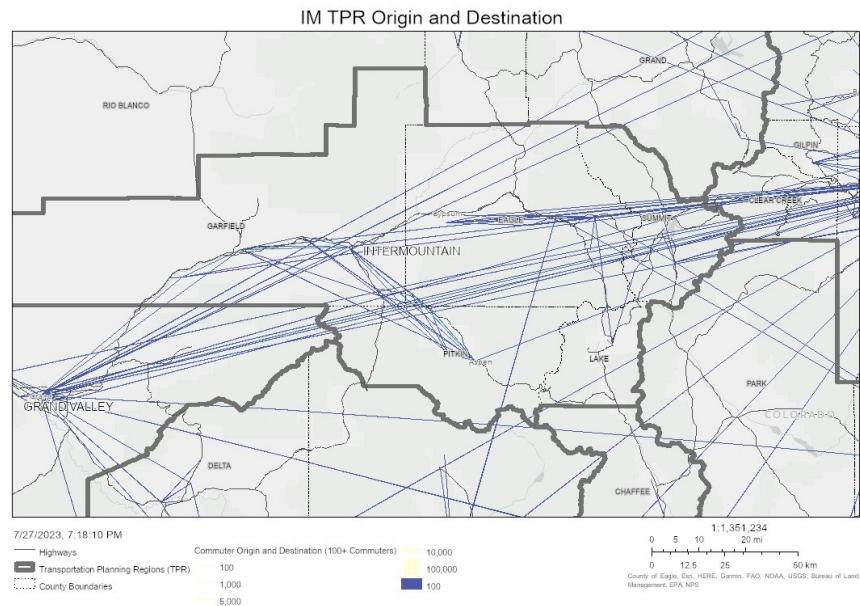 IM TPR Origin and Destination
GRAND
RIO BLANCO
GILPIN
CLEAR CREEK
Gypsum
EAGLE
SUMMIT
GARFIELD
INTERMOUNTAIN
PITKIN
Aspen
LAKE
PARK
GRAND VALLEY
COLORADO
DELTA
CHAFFEE
7/27/2023, 7:18:10 PM
Highways
Transportation Planning Regions (TPR)
County Boundaries
Commuter Origin and Destination (100+ Commuters)
100
1,000
5,000
10,000
100,000
100
1:1,351,234
0 5 10 20 mi
0 12.5 25 50 km
County of Eagle, Esri, HERE, Garmin, FAO, NOAA, USGS, Bureau of Land
Management, EPA, NPS